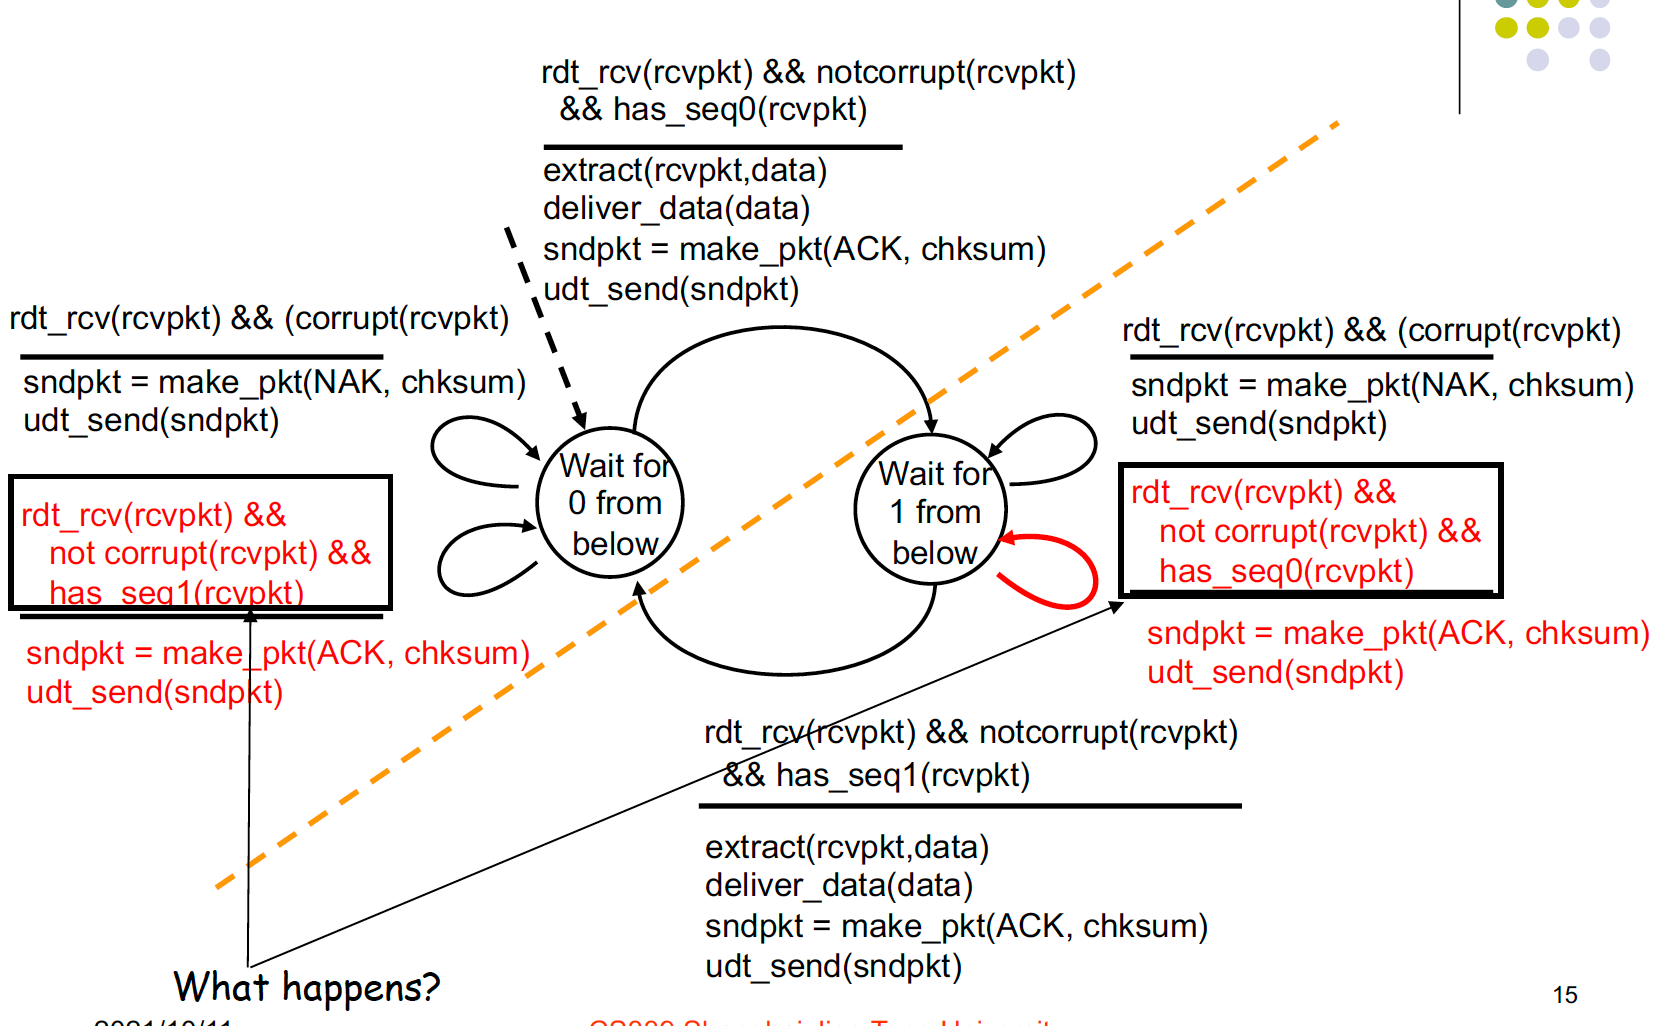 rdt_rcv(rcvpkt) && notcorrupt(rcvpkt)
&& has_seq0(rcvpkt)
extract(rcvpkt,data)
deliver_data(data)
sndpkt = make_pkt(ACK, chksum)
udt_send(sndpkt)
rdt_rcv(rcvpkt) && (corrupt(rcvpkt)
sndpkt = make_pkt(NAK, chksum)
udt_send(sndpkt)
rdt_rcv(rcvpkt) &&
not corrupt(rcvpkt) &&
has_seq1(rcvpkt)
sndpkt = make_pkt(ACK, chksum)
udt_send(sndpkt)
Wait for
0 from
below
Wait for
1 from
below
rdt_rcv(rcvpkt) && (corrupt(rcvpkt)
sndpkt = make_pkt(NAK, chksum)
udt_send(sndpkt)
rdt_rcv(rcvpkt) &&
not corrupt(rcvpkt) &&
has_seq0(rcvpkt)
sndpkt = make_pkt(ACK, chksum)
udt_send(sndpkt)
rdt_rcv(rcvpkt) && notcorrupt(rcvpkt)
&& has_seq1(rcvpkt)
extract(rcvpkt,data)
deliver_data(data)
sndpkt = make_pkt(ACK, chksum)
udt_send(sndpkt)
What happens?
15